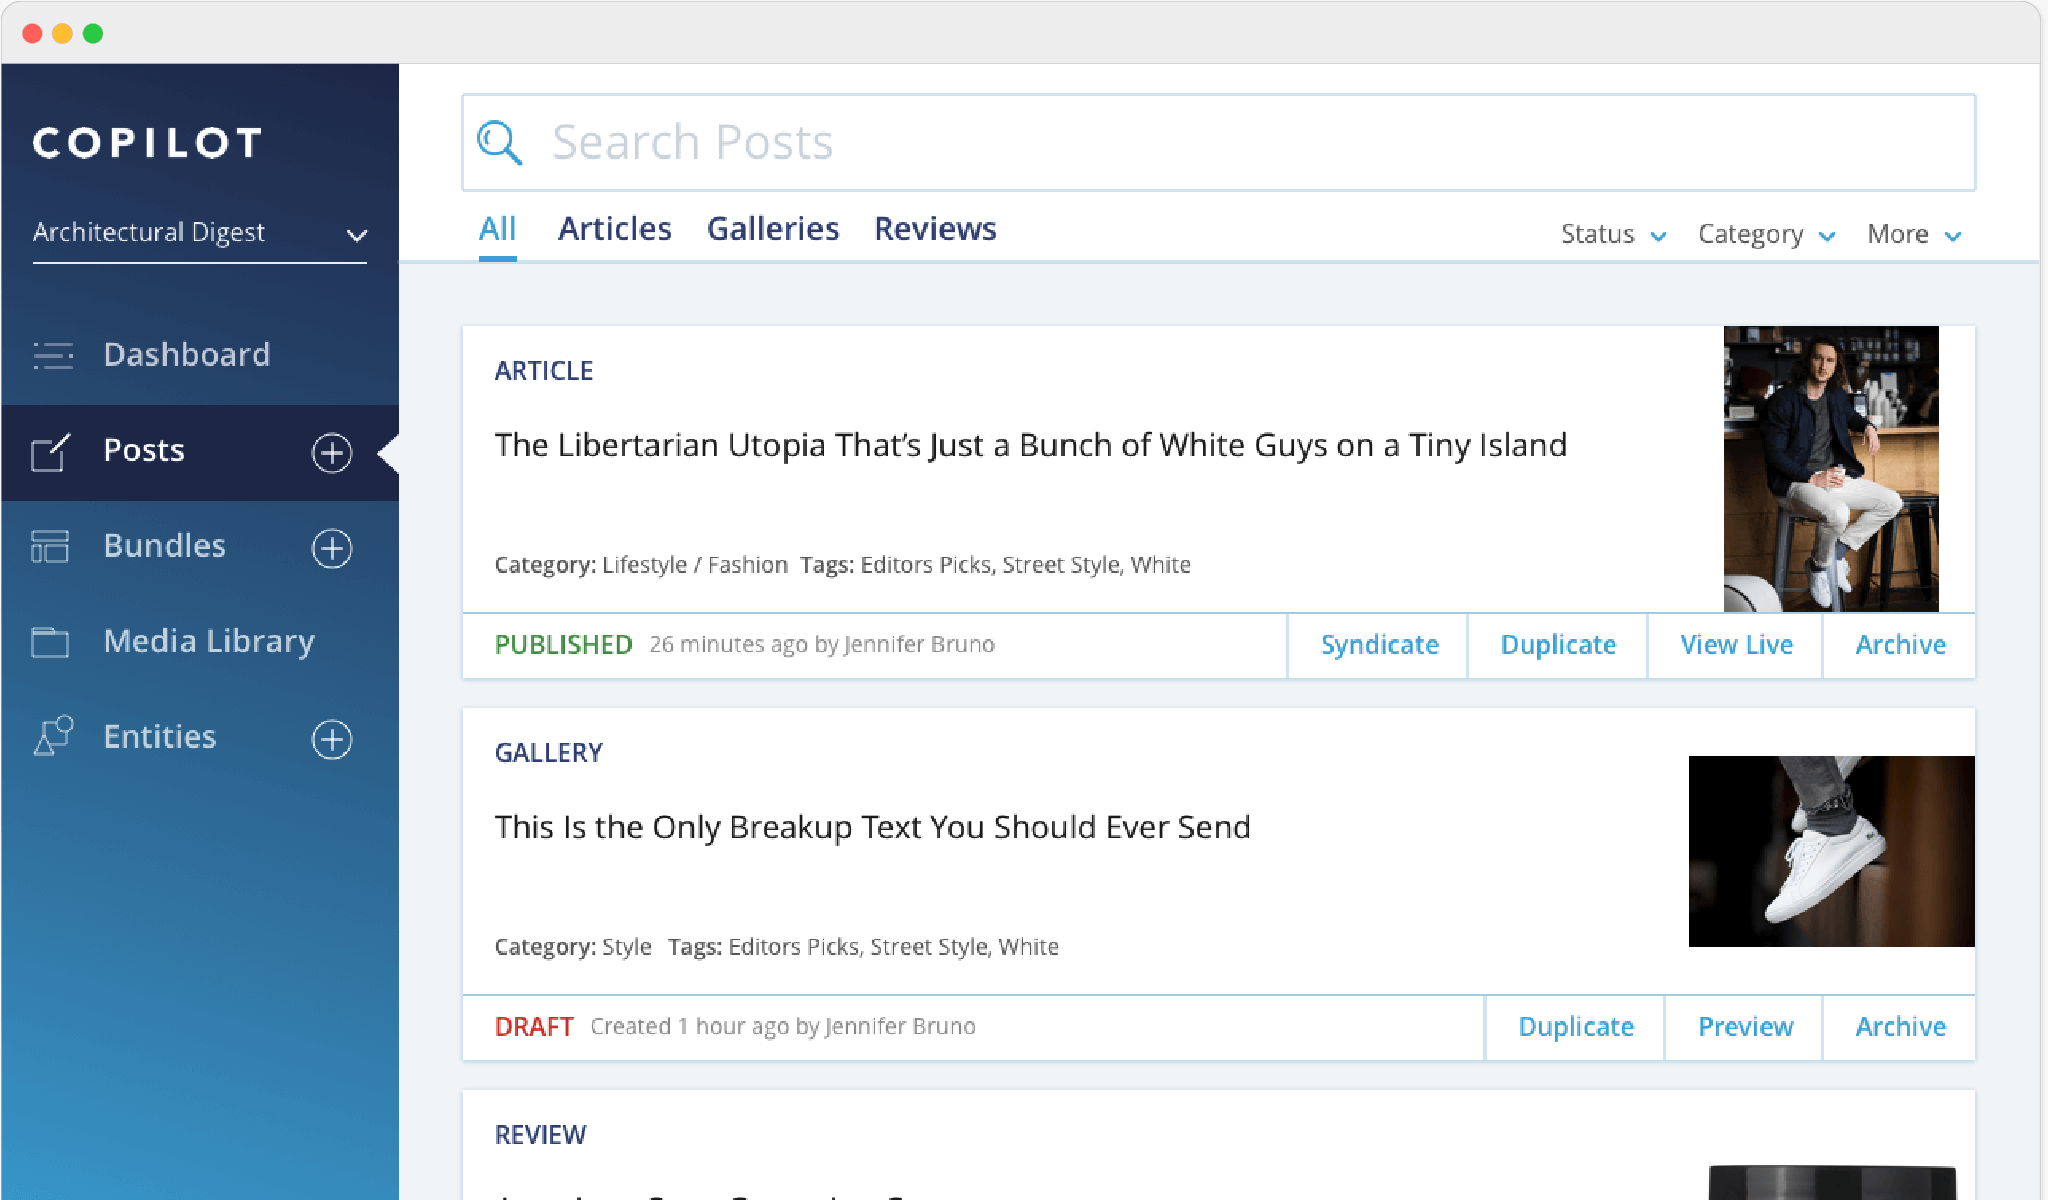 COPILOT
Architectural Digest
Dashboard
Posts
Bundles
Media Library
Entities
Search Posts
All Articles Galleries Reviews Status Category More
ARTICLE
The Libertarian Utopia That’s Just a Bunch of White Guys on a Tiny Island
Category: Lifestyle / Fashion Tags: Editors Picks, Street Style, White
PUBLISHED 26 minutes ago by Jennifer Bruno Syndicate Duplicate View Live Archive
GALLERY
This Is the Only Breakup Text You Should Ever Send
Category: Style Tags: Editors Picks, Street Style, White
DRAFT Created 1 hour ago by Jennifer Bruno Duplicate Preview Archive
REVIEW